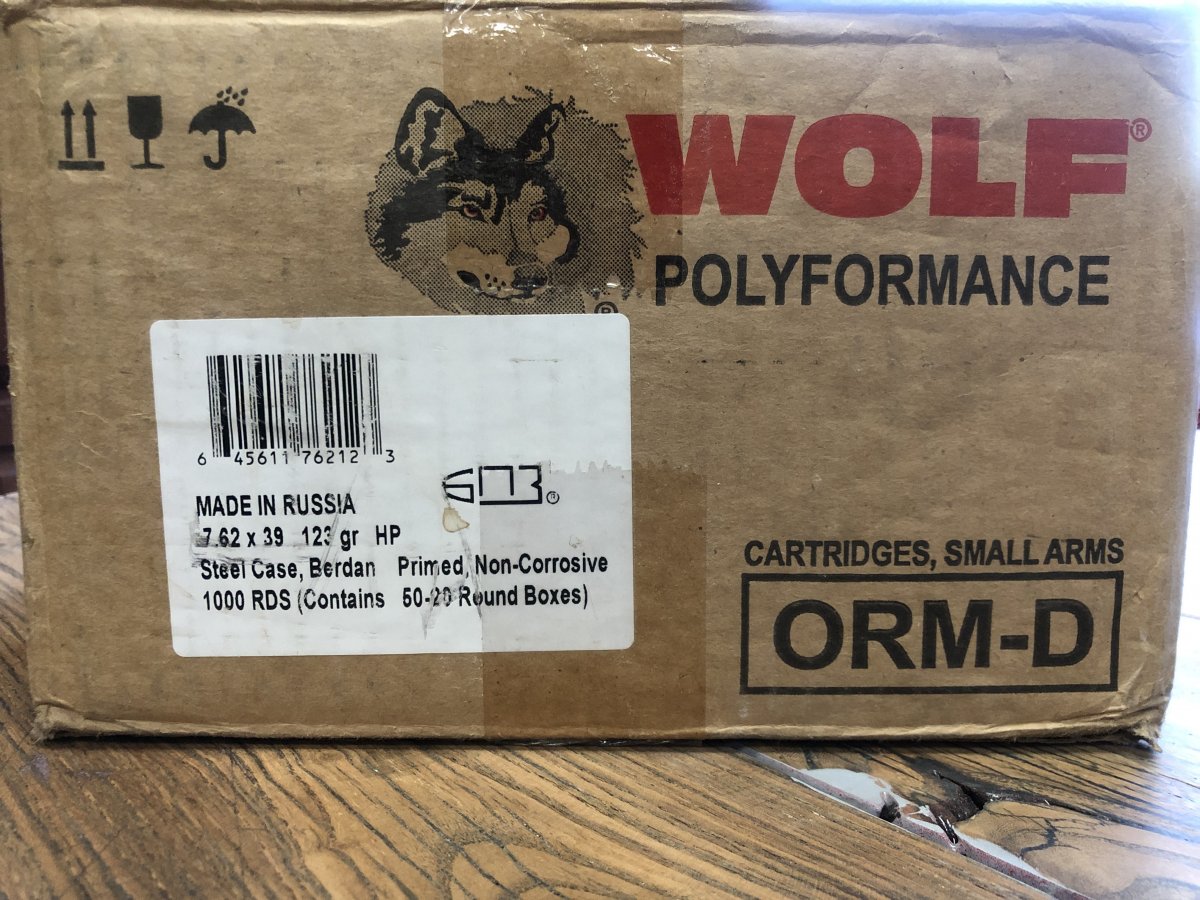 WOLF®
POLYFORMANCE
®
6 45611 76212 3
MADE IN RUSSIA
7.62 x 39 123 gr HP
Steel Case, Berdan Primed, Non-Corrosive
1000 RDS (Contains 50-20 Round Boxes)
СПЗ®
CARTRIDGES, SMALL ARMS
ORM-D